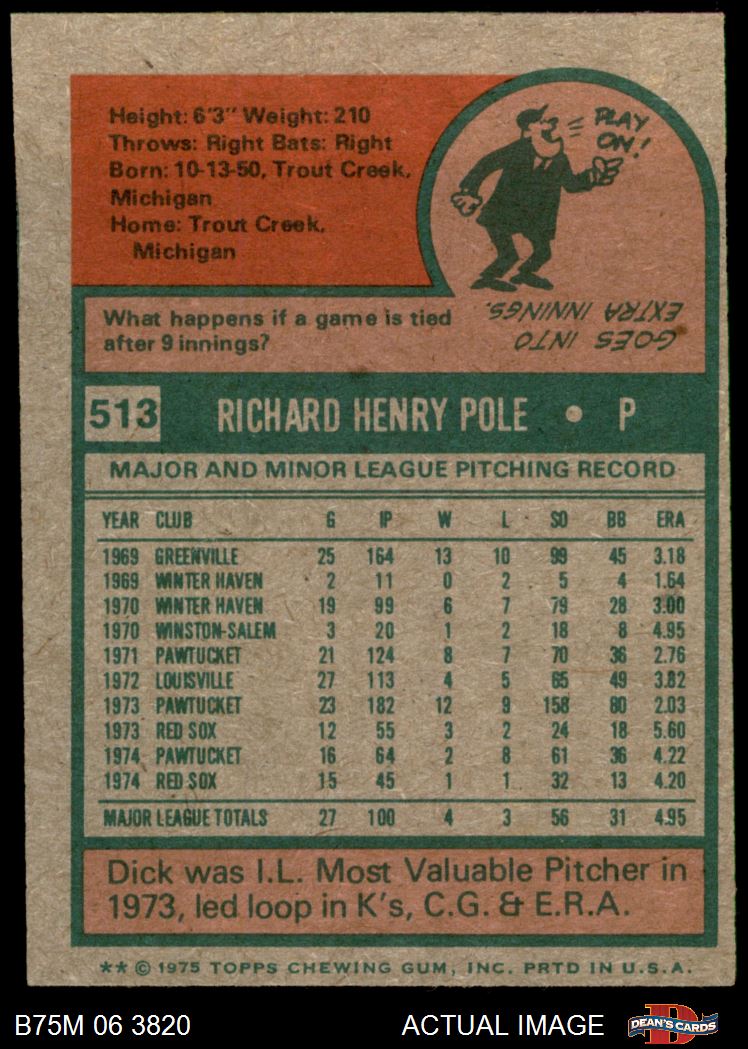 Height: 6'3" Weight: 210
Throws: Right Bats: Right
Born: 10-13-50, Trout Creek,
Michigan
Home: Trout Creek,
Michigan
PLAY
ON!
What happens if a game is tied
after 9 innings?
GOES INTO
EXTRA INNINGS.
513 RICHARD HENRY POLE • P
MAJOR AND MINOR LEAGUE PITCHING RECORD
YEAR CLUB G IP W L SO BB ERA
1969 GREENVILLE 25 164 13 10 99 45 3.18
1969 WINTER HAVEN 2 11 0 2 5 4 1.64
1970 WINTER HAVEN 19 99 6 7 79 28 3.00
1970 WINSTON-SALEM 3 20 1 2 18 8 4.95
1971 PAWTUCKET 21 124 8 7 70 36 2.76
1972 LOUISVILLE 27 113 4 5 65 49 3.82
1973 PAWTUCKET 23 182 12 9 158 80 2.03
1973 RED SOX 12 55 3 2 24 18 5.60
1974 PAWTUCKET 16 64 2 8 61 36 4.22
1974 RED SOX 15 45 1 1 32 13 4.20
MAJOR LEAGUE TOTALS 27 100 4 3 56 31 4.95
Dick was I.L. Most Valuable Pitcher in
1973, led loop in K's, C.G. & E.R.A.
** © 1975 TOPPS CHEWING GUM, INC. PRTD IN U.S.A.
B75M 06 3820 ACTUAL IMAGE DEAN'S CARDS